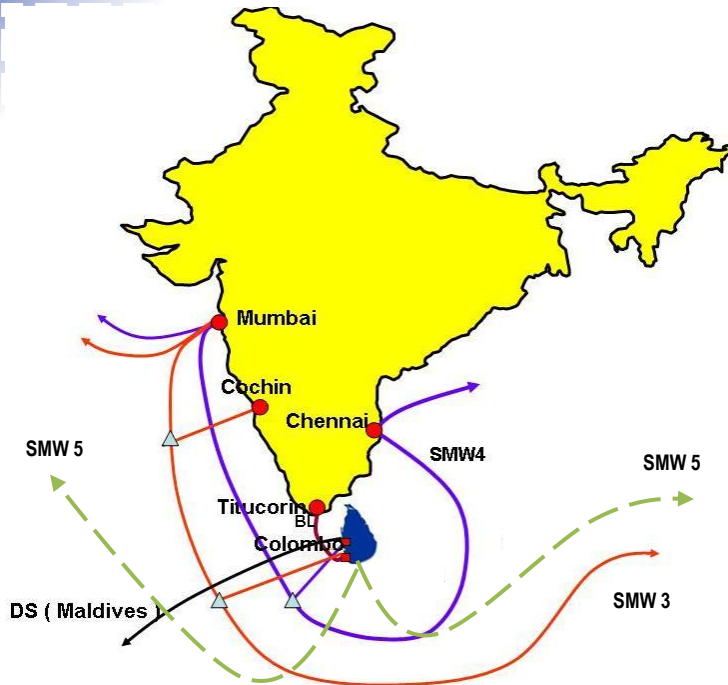 Mumbai
Cochin
Chennai
SMW 5
SMW4
SMW 5
Titucorin
BL
Colombo
DS ( Maldives )
SMW 3